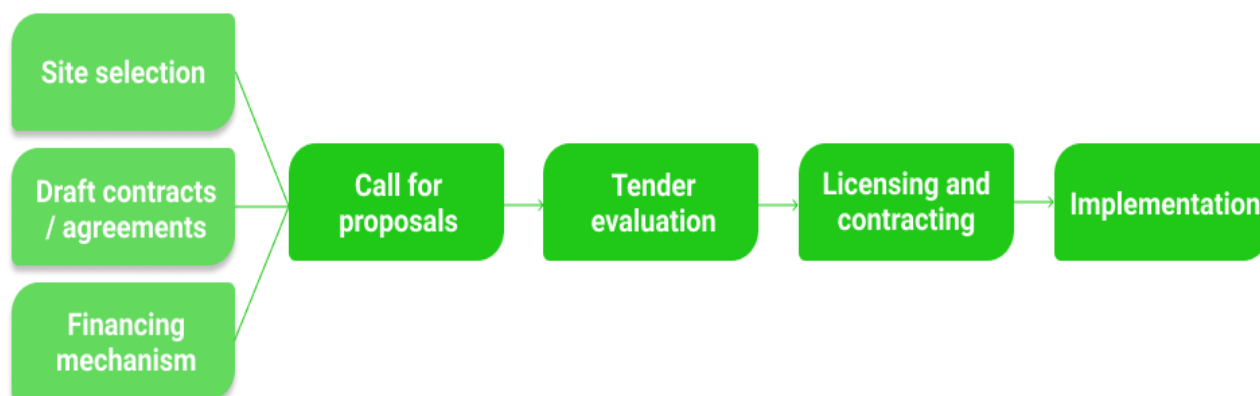 Site selection
Draft contracts
/ agreements
Financing
mechanism
Call for
proposals
Tender
evaluation
Licensing and
contracting
Implementation